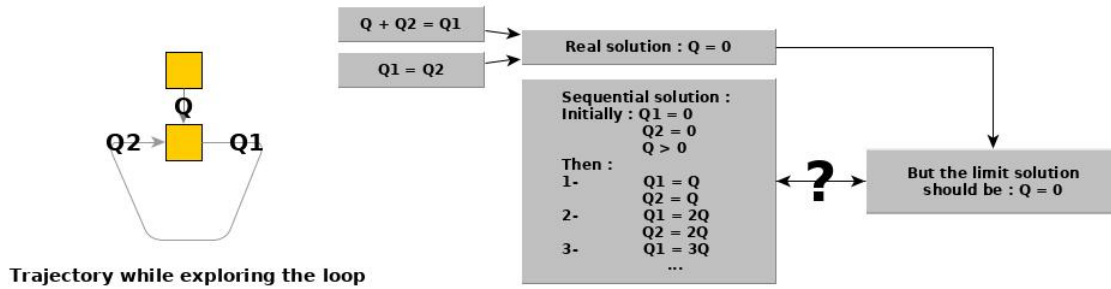 Q + Q2 = Q1
Q1 = Q2
Real solution : Q = 0
Q
Q2
Q1
Sequential solution :
Initially : Q1 = 0
Q2 = 0
Q > 0
Then :
1- Q1 = Q
Q2 = Q
2- Q1 = 2Q
Q2 = 2Q
3- Q1 = 3Q
...
?
But the limit solution
should be : Q = 0
Trajectory while exploring the loop